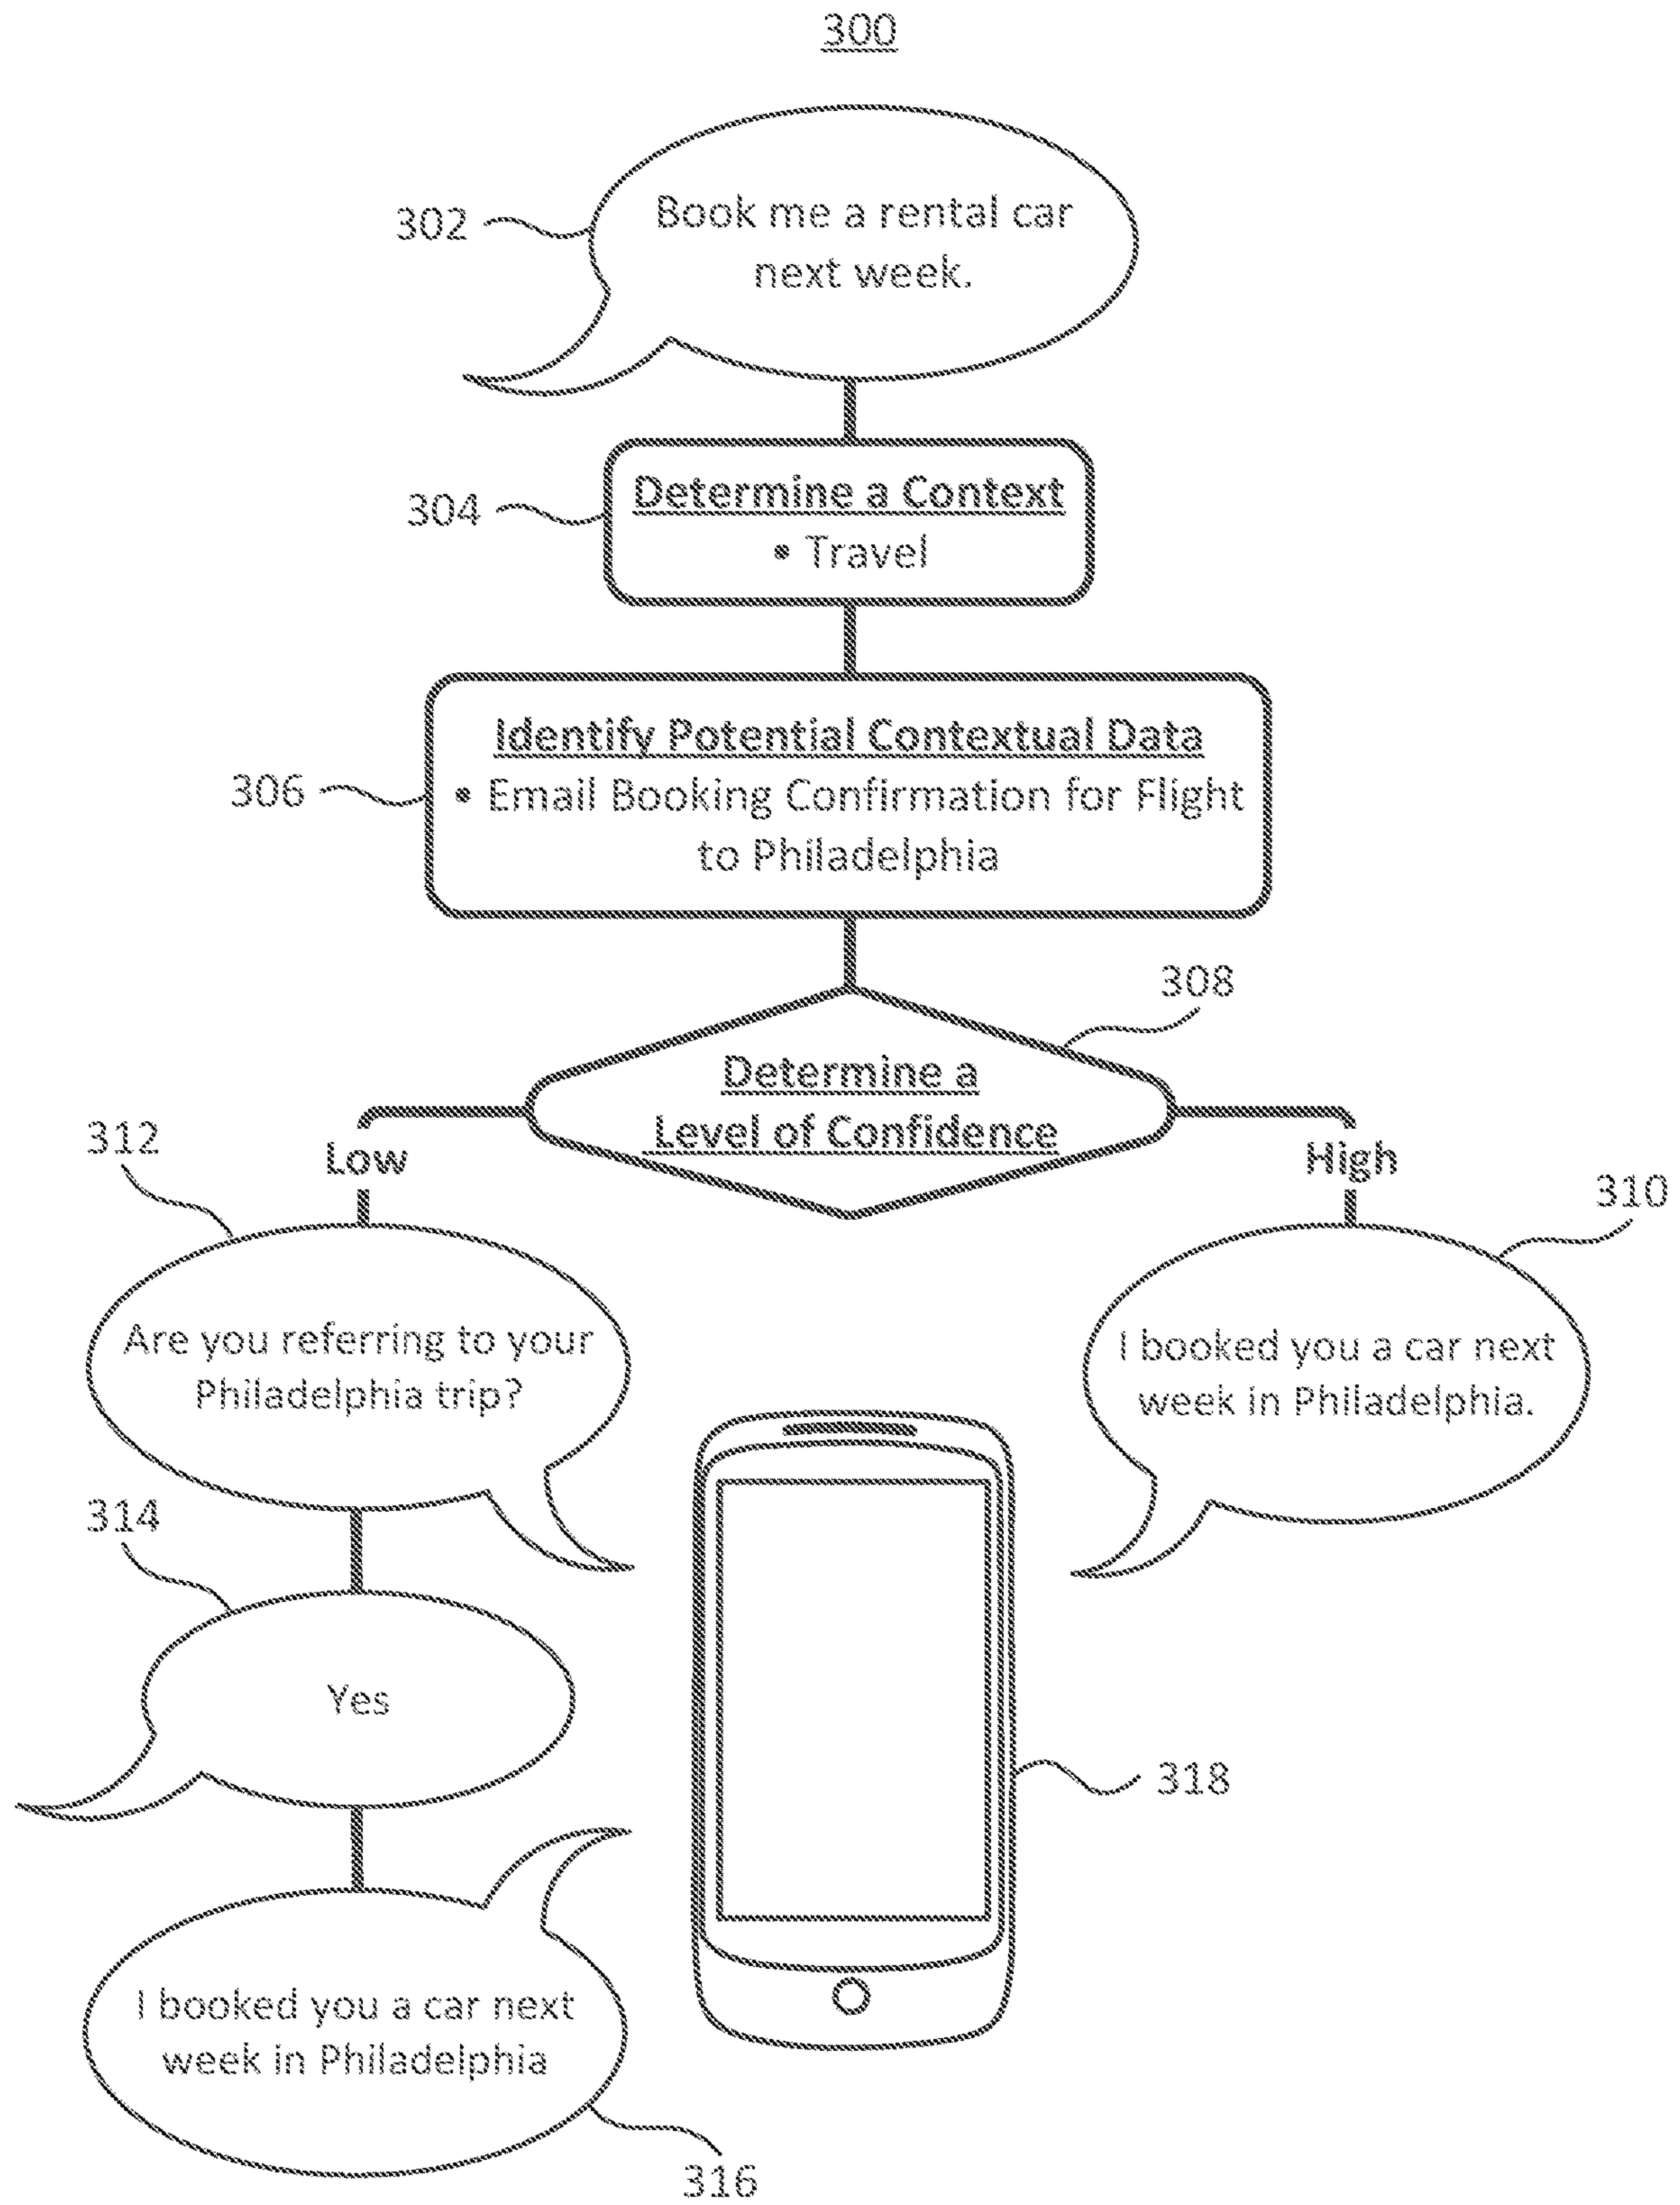 300
302
Book me a rental car
next week.
304
Determine a Context
• Travel
306
Identify Potential Contextual Data
• Email Booking Confirmation for Flight
to Philadelphia
308
Determine a
Level of Confidence
Low
High
312
310
Are you referring to your
Philadelphia trip?
I booked you a car next
week in Philadelphia.
314
Yes
318
I booked you a car next
week in Philadelphia
316